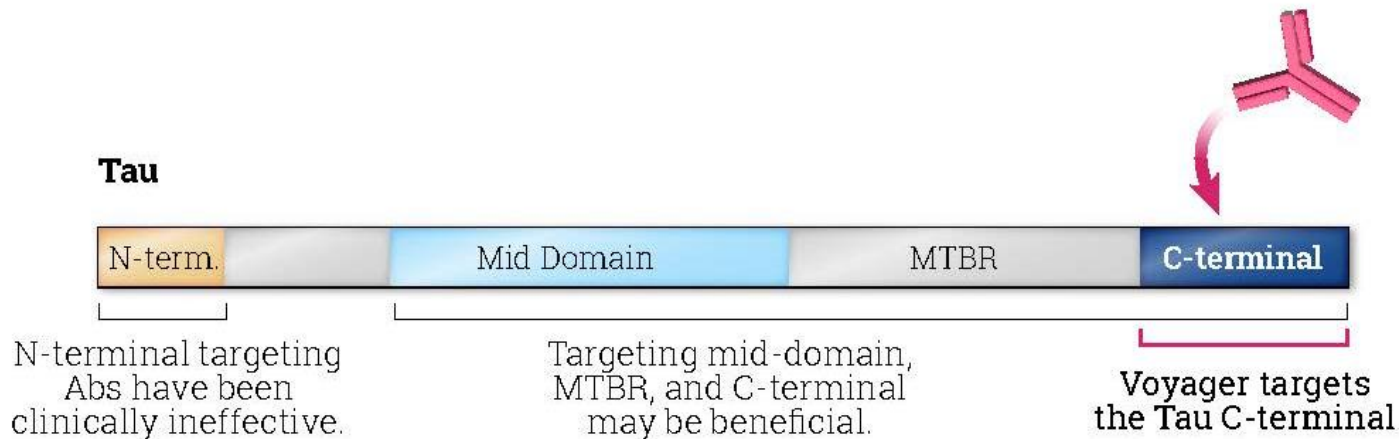 Tau
N-term.
Mid Domain
MTBR
C-terminal
N-terminal targeting
Abs have been
clinically ineffective.
Targeting mid-domain,
MTBR, and C-terminal
may be beneficial.
Voyager targets
the Tau C-terminal